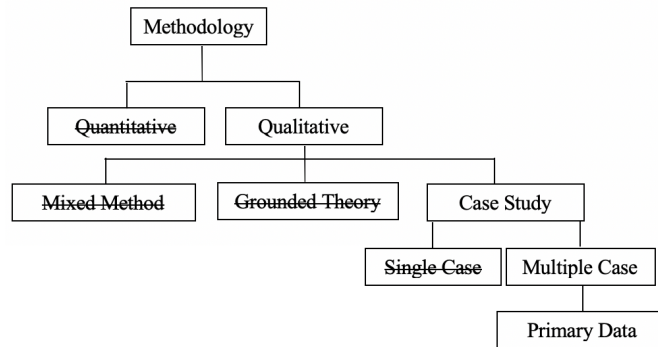 Methodology
Quantitative
Qualitative
Mixed Method
Grounded Theory
Case Study
Single Case
Multiple Case
Primary Data